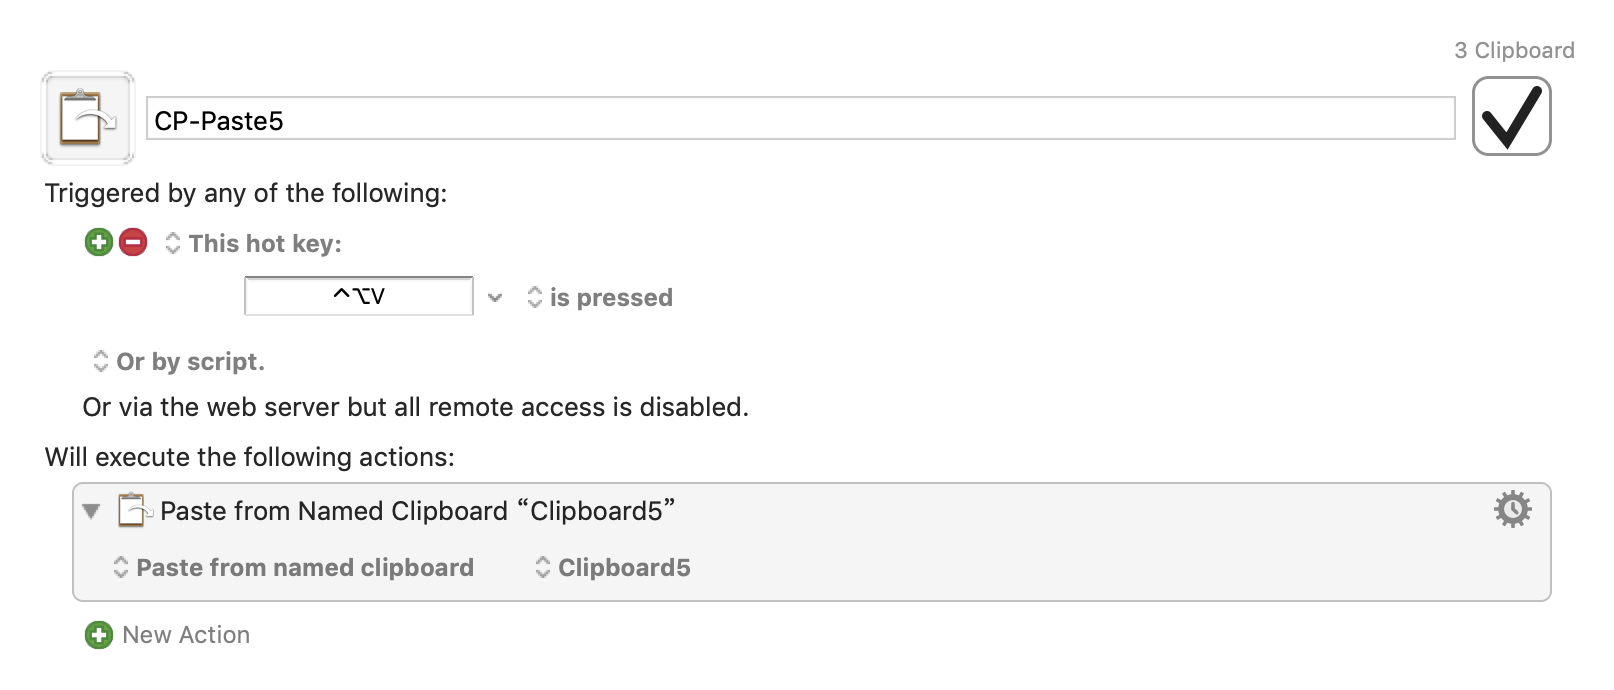 3 Clipboard
CP-Paste5
Triggered by any of the following:
This hot key:
^⌥V is pressed
Or by script.
Or via the web server but all remote access is disabled.
Will execute the following actions:
Paste from Named Clipboard “Clipboard5”
Paste from named clipboard Clipboard5
New Action